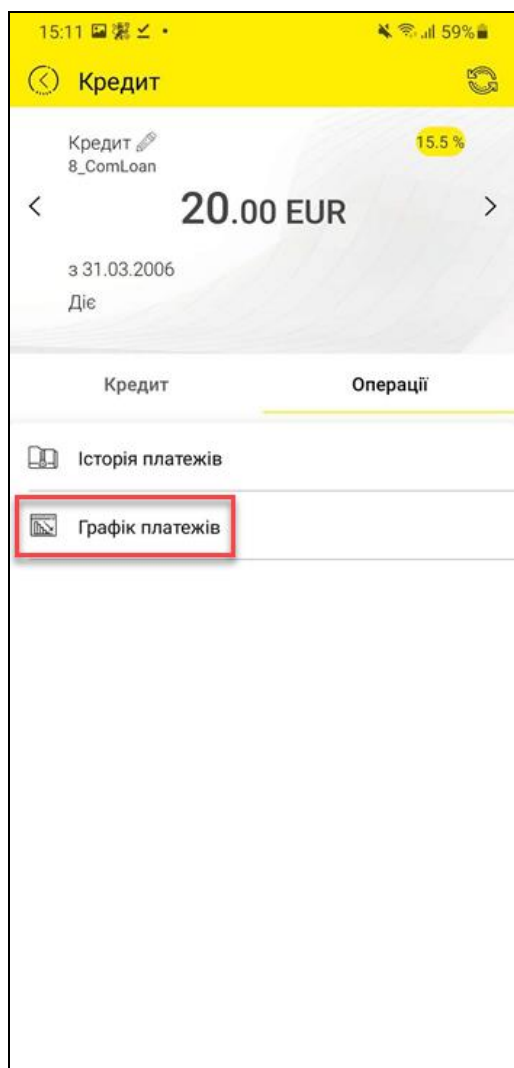 15:11 59%
Кредит
Кредит 15.5 %
8_ComLoan
20.00 EUR
з 31.03.2006
Діє
Кредит Операції
Історія платежів
Графік платежів